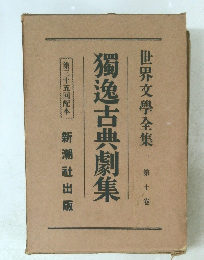 世界文學全集
第十卷
獨逸古典劇集
第三十五回配本
新潮社出版